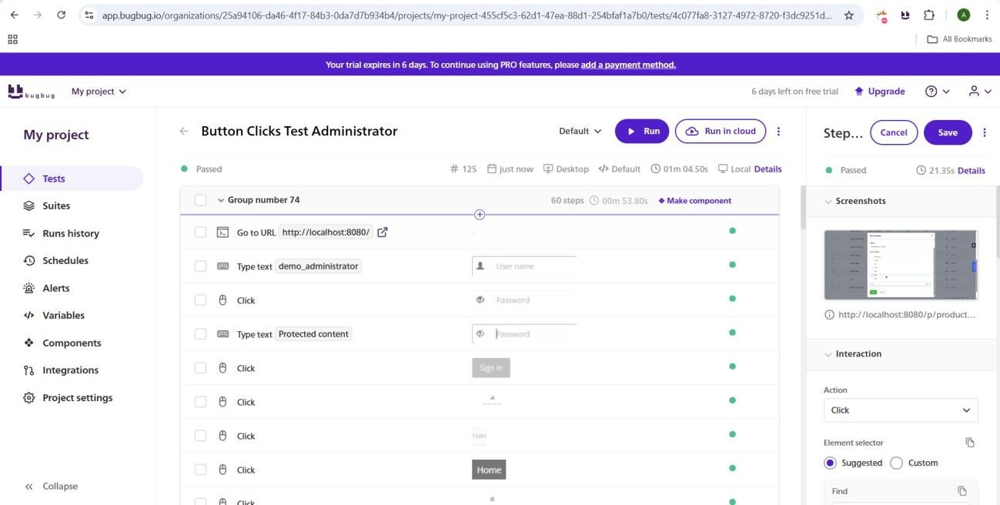 app.bugbug.io/organizations/25a94106-da46-4f17-84b3-0da7d7b934b4/projects/my-project-455cf5c3-62d1-47ea-88d1-254bfaf1a7b0/tests/4c077fa8-3127-4972-8720-f3dc9251d...
A
All Bookmarks
Your trial expires in 6 days. To continue using PRO features, please add a payment method.
bugbug
My project
6 days left on free trial
Upgrade
My project
Tests
Suites
Runs history
Schedules
Alerts
Variables
Components
Integrations
Project settings
Collapse
Button Clicks Test Administrator
Default
Run
Run in cloud
Passed
# 125
just now
Desktop
Default
01m 04.50s
Local Details
Group number 74
60 steps
00m 53.80s
Make component
Go to URL http://localhost:8080/
-
Type text demo_administrator
User name
Click
Password
Type text Protected content
Password
Click
Sign in
Click
Click
Tasks
Click
Home
Click
Step...
Cancel
Save
Passed
21.35s Details
Screenshots
http://localhost:8080/p/product...
Interaction
Action
Click
Element selector
Suggested
Custom
Find